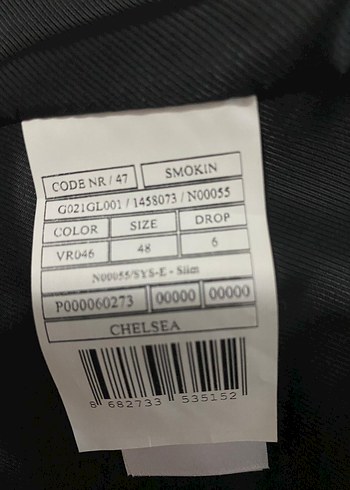 CODE NR / 47 SMOKIN
G021GL001 / 1458073 / N00055
COLOR SIZE DROP
VR046 48 6
N00055/SYS-E - Slim
P000060273 00000 00000
CHELSEA
8 682733 535152